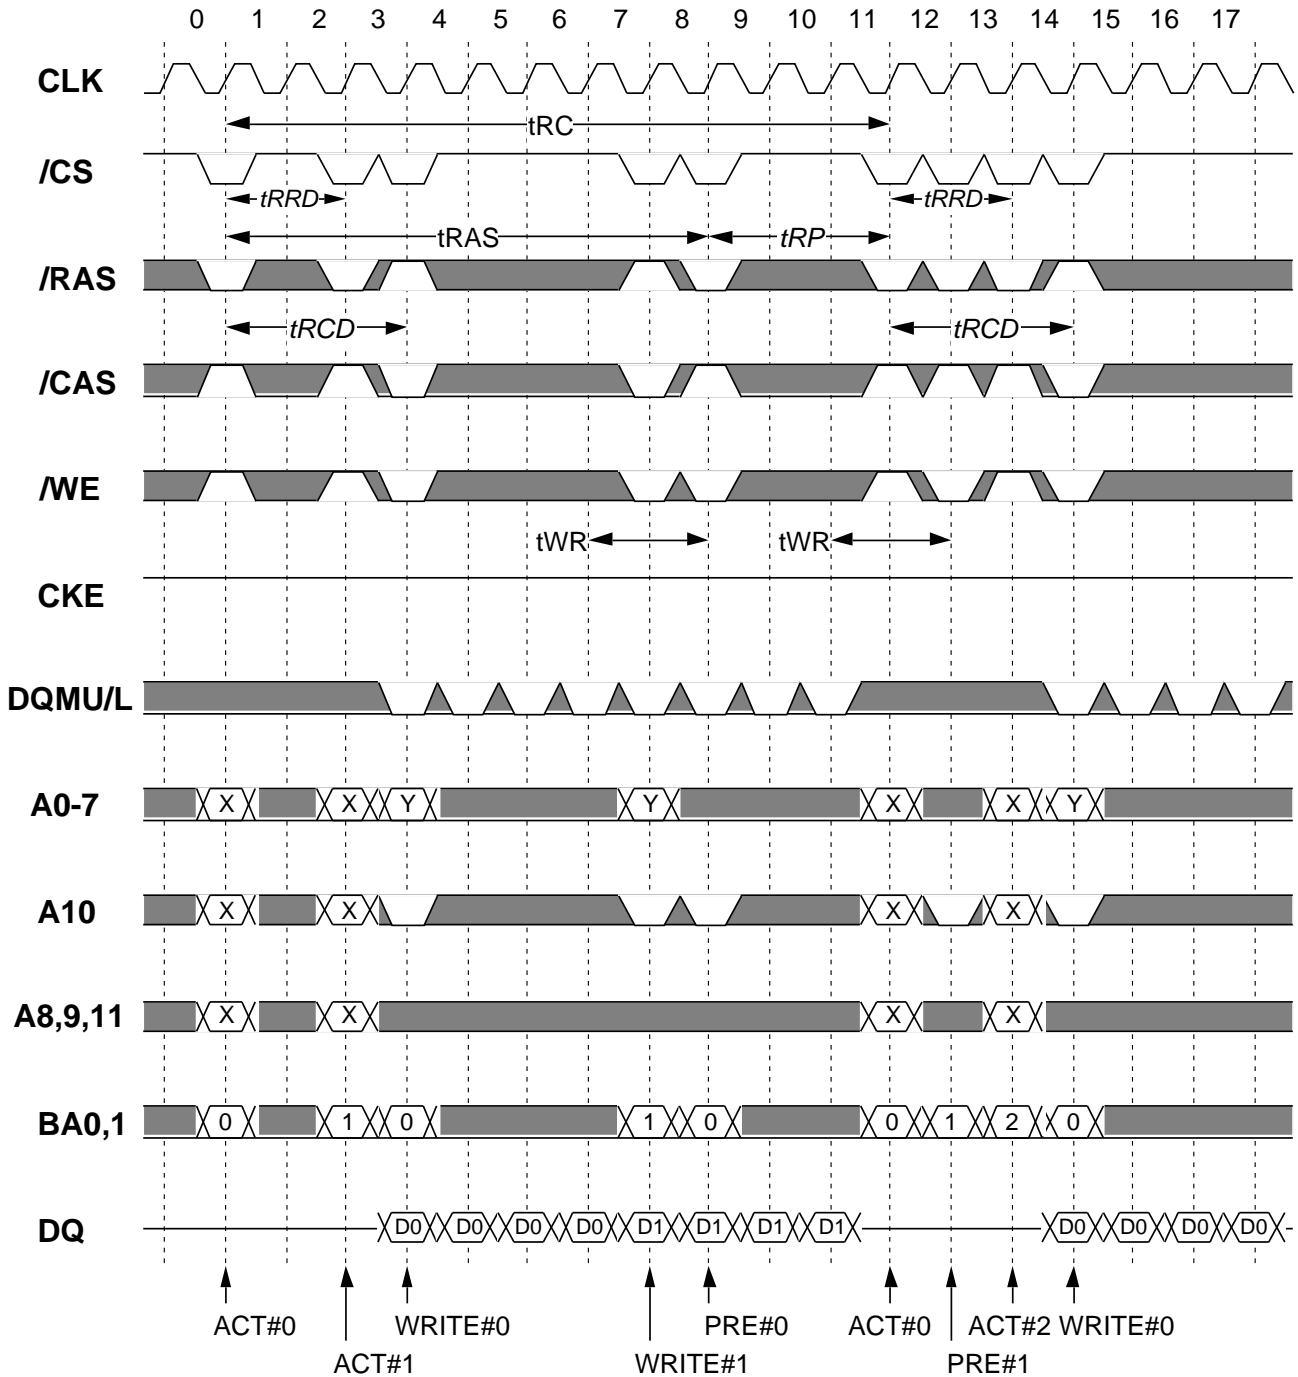 0 1 2 3 4 5 6 7 8 9 10 11 12 13 14 15 16 17
CLK
tRC
/CS
tRRD tRRD
tRAS tRP
/RAS
tRCD tRCD
/CAS
/WE
tWR tWR
CKE
DQMU/L
A0-7 X X Y Y X X Y
A10 X X X X
A8,9,11 X X X X
BA0,1 0 1 0 1 0 0 1 2 0
DQ D0 D0 D0 D0 D1 D1 D1 D1 D0 D0 D0 D0
ACT#0 WRITE#0 PRE#0 ACT#0 ACT#2 WRITE#0
ACT#1 WRITE#1 PRE#1